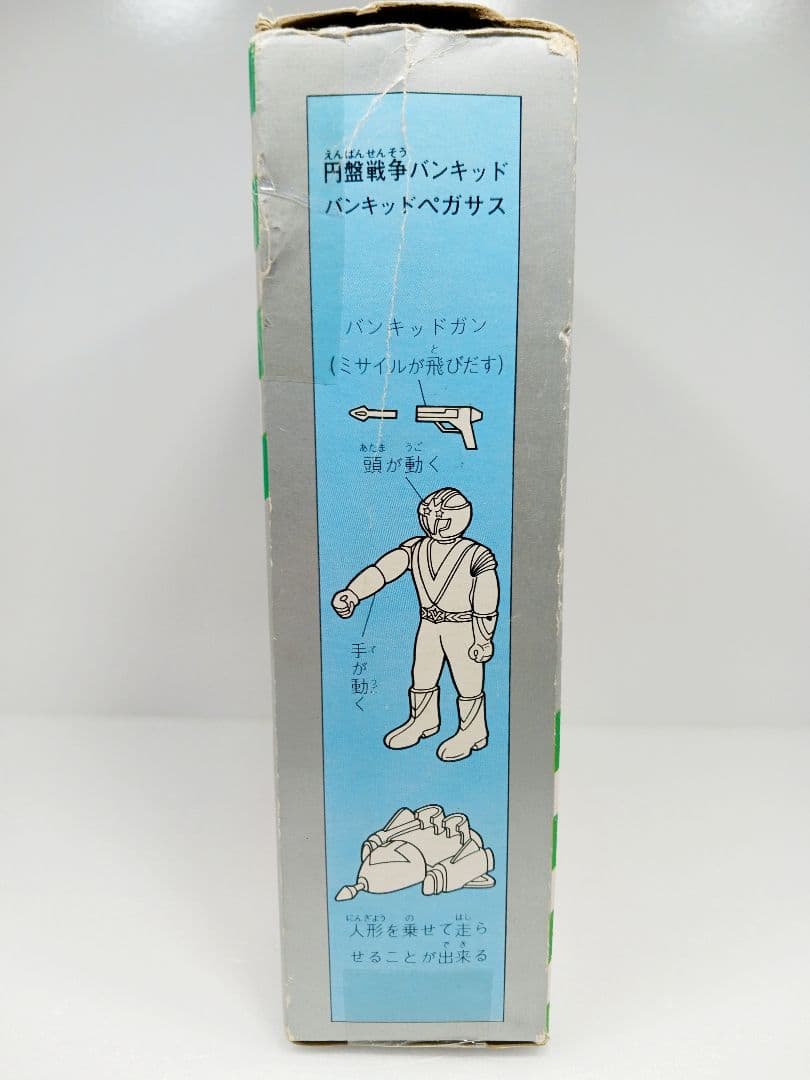 えんばんせんそう
円盤戦争バンキッド
バンキッドペガサス
バンキッドガン
と
(ミサイルが飛びだす)
あたま うご
頭が動く
手が動く
て うご
にんぎょう の はし
人形を乗せて走ら
でき
せることが出来る